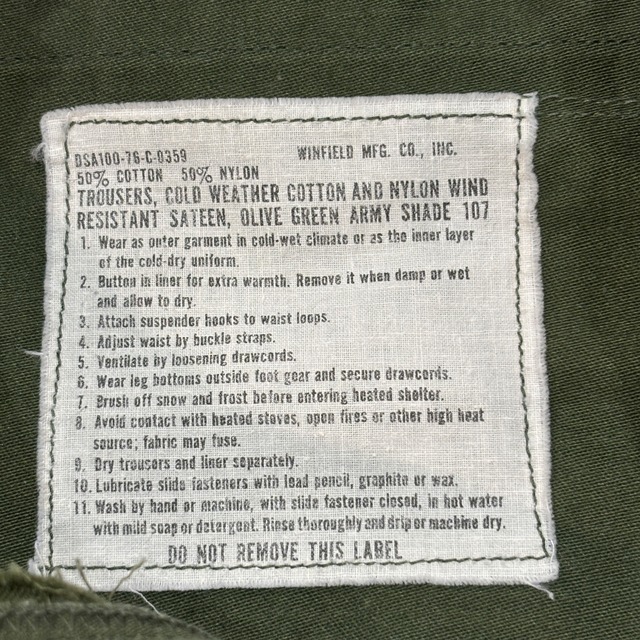 DSA100-76-C-0359 WINFIELD MFG. CO., INC.
50% COTTON 50% NYLON
TROUSERS, COLD WEATHER COTTON AND NYLON WIND
RESISTANT SATEEN, OLIVE GREEN ARMY SHADE 107
1. Wear as outer garment in cold-wet climate or as the inner layer
of the cold-dry uniform.
2. Button in liner for extra warmth. Remove it when damp or wet
and allow to dry.
3. Attach suspender hooks to waist loops.
4. Adjust waist by buckle straps.
5. Ventilate by loosening drawcords.
6. Wear leg bottoms outside foot gear and secure drawcords.
7. Brush off snow and frost before entering heated shelter.
8. Avoid contact with heated stoves, open fires or other high heat
source; fabric may fuse.
9. Dry trousers and liner separately.
10. Lubricate slide fasteners with lead pencil, graphite or wax.
11. Wash by hand or machine, with slide fastener closed, in hot water
with mild soap or detergent. Rinse thoroughly and drip or machine dry.
DO NOT REMOVE THIS LABEL